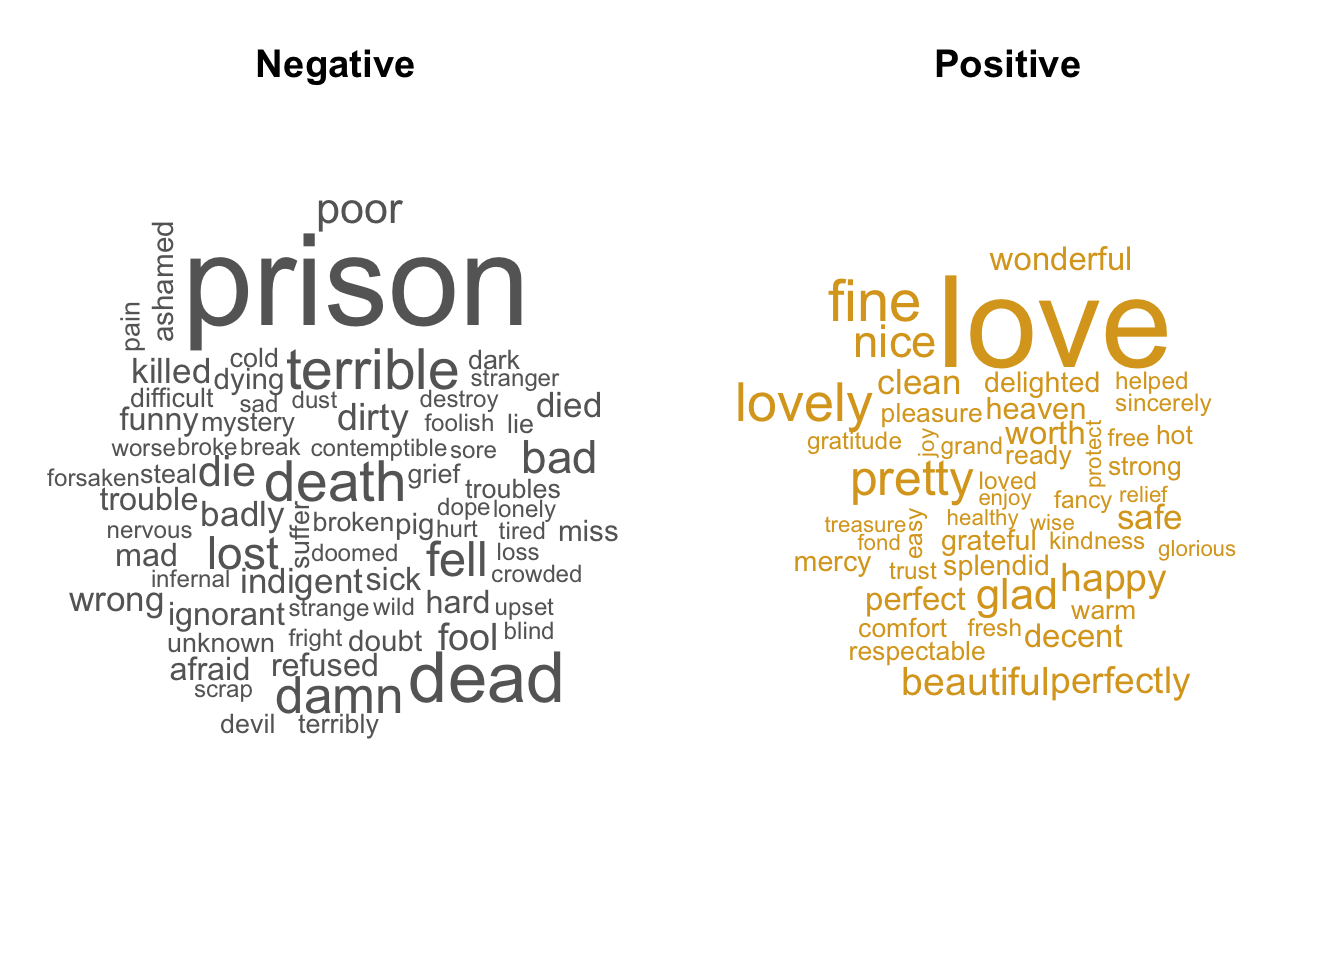 Negative
poor
ashamed
prison
pain
killed
cold
dying
terrible
dark
stranger
difficult
sad
dust
destroy
died
funny
mystery
dirty
foolish
lie
worse
broke
break
contemptible
sore
bad
forsaken
steal
die
death
grief
troubles
trouble
badly
suffer
broken
pig
dope
lonely
hurt
tired
miss
nervous
mad
lost
doomed
fell
loss
crowded
infernal
indigent
sick
wrong
ignorant
strange
wild
hard
upset
unknown
fright
doubt
fool
blind
afraid
refused
scrap
damn
dead
devil
terribly
Positive
wonderful
fine
nice
love
lovely
clean
delighted
helped
pleasure
heaven
sincerely
gratitude
joy
grand
worth
ready
protect
free
hot
pretty
loved
strong
enjoy
fancy
relief
treasure
easy
healthy
wise
safe
fond
grateful
kindness
glorious
mercy
trust
splendid
happy
perfect
glad
warm
comfort
fresh
decent
respectable
beautiful
perfectly